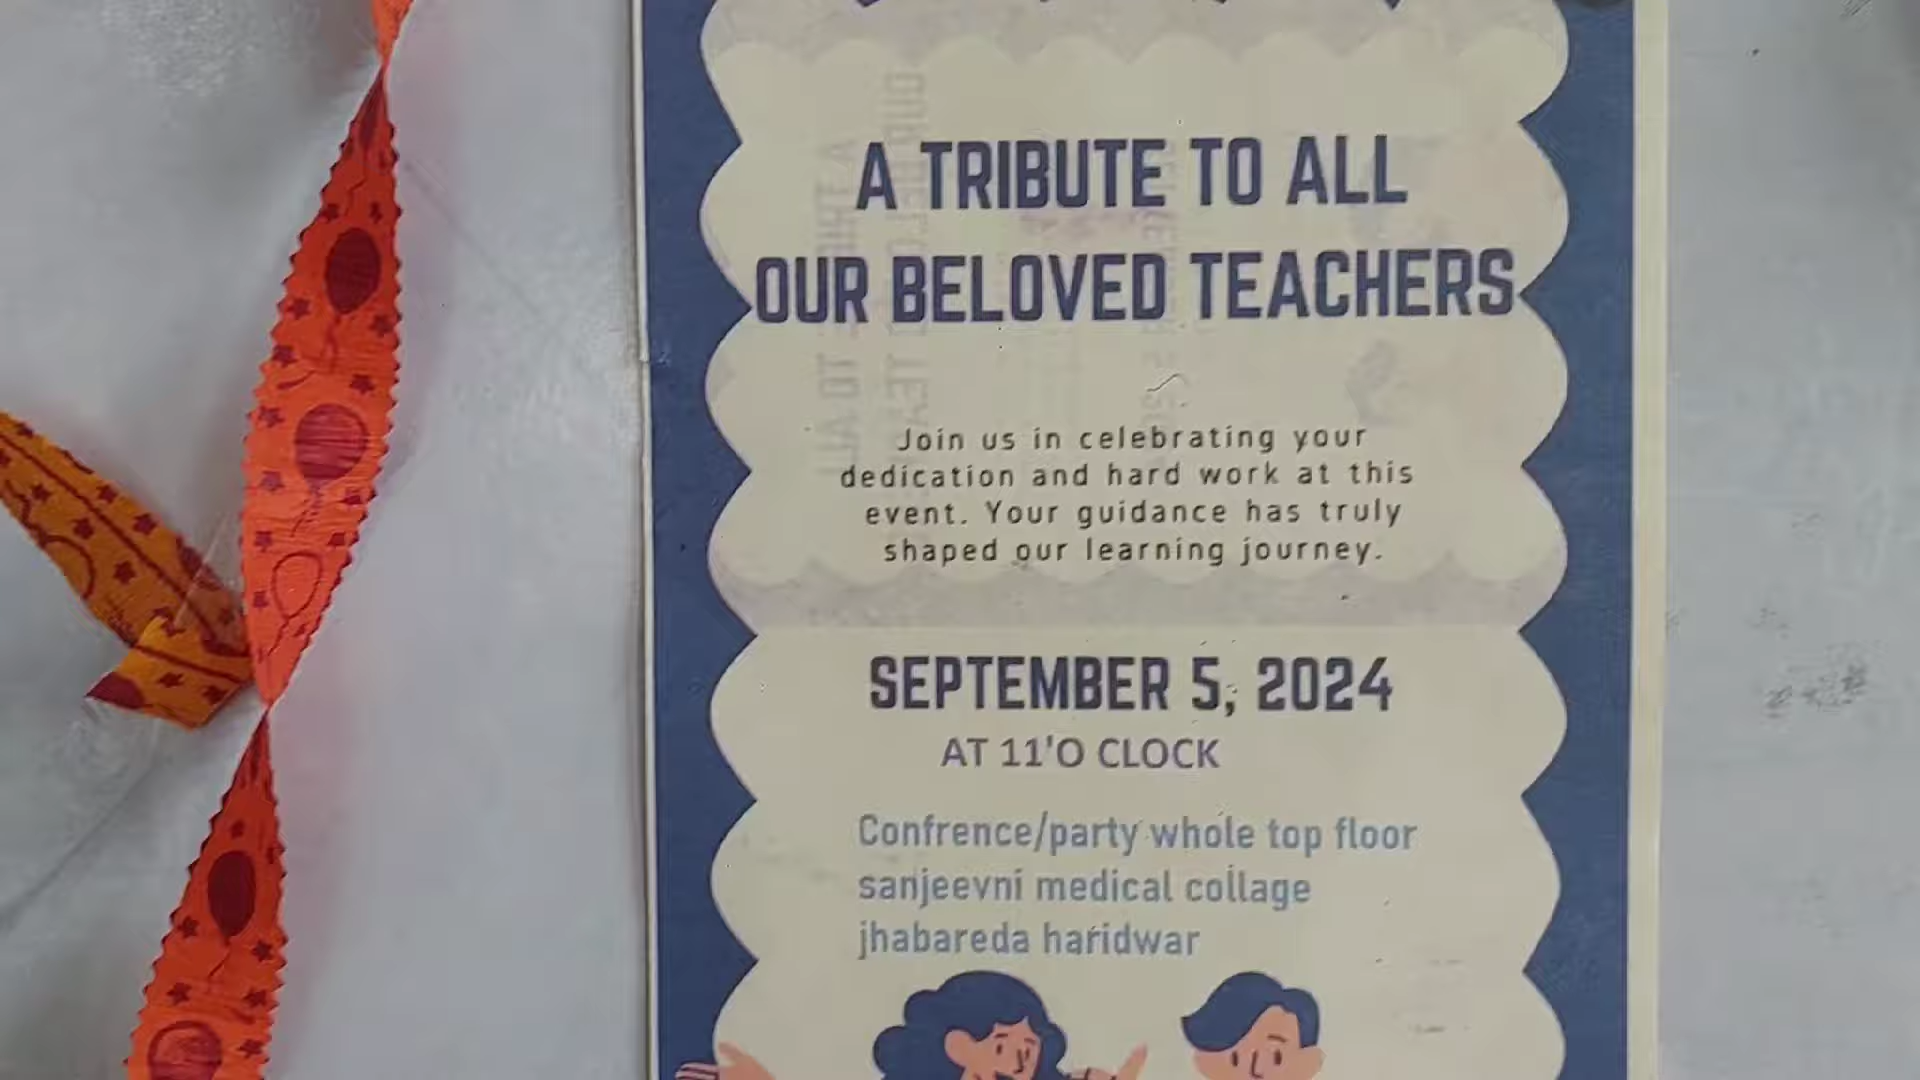 A TRIBUTE TO ALL
OUR BELOVED TEACHERS
Join us in celebrating your
dedication and hard work at this
event. Your guidance has truly
shaped our learning journey.
SEPTEMBER 5, 2024
AT 11'O CLOCK
Confrence/party whole top floor
sanjeevni medical collage
jhabareda haridwar